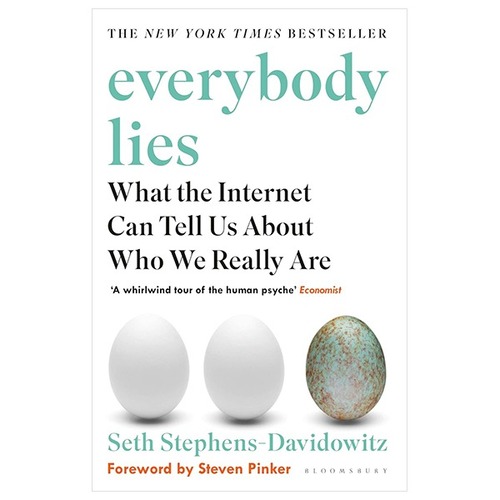 THE NEW YORK TIMES BESTSELLER
everybody
lies
What the Internet
Can Tell Us About
Who We Really Are
‘A whirlwind tour of the human psyche’ Economist
Seth Stephens-Davidowitz
Foreword by Steven Pinker
BLOOMSBURY